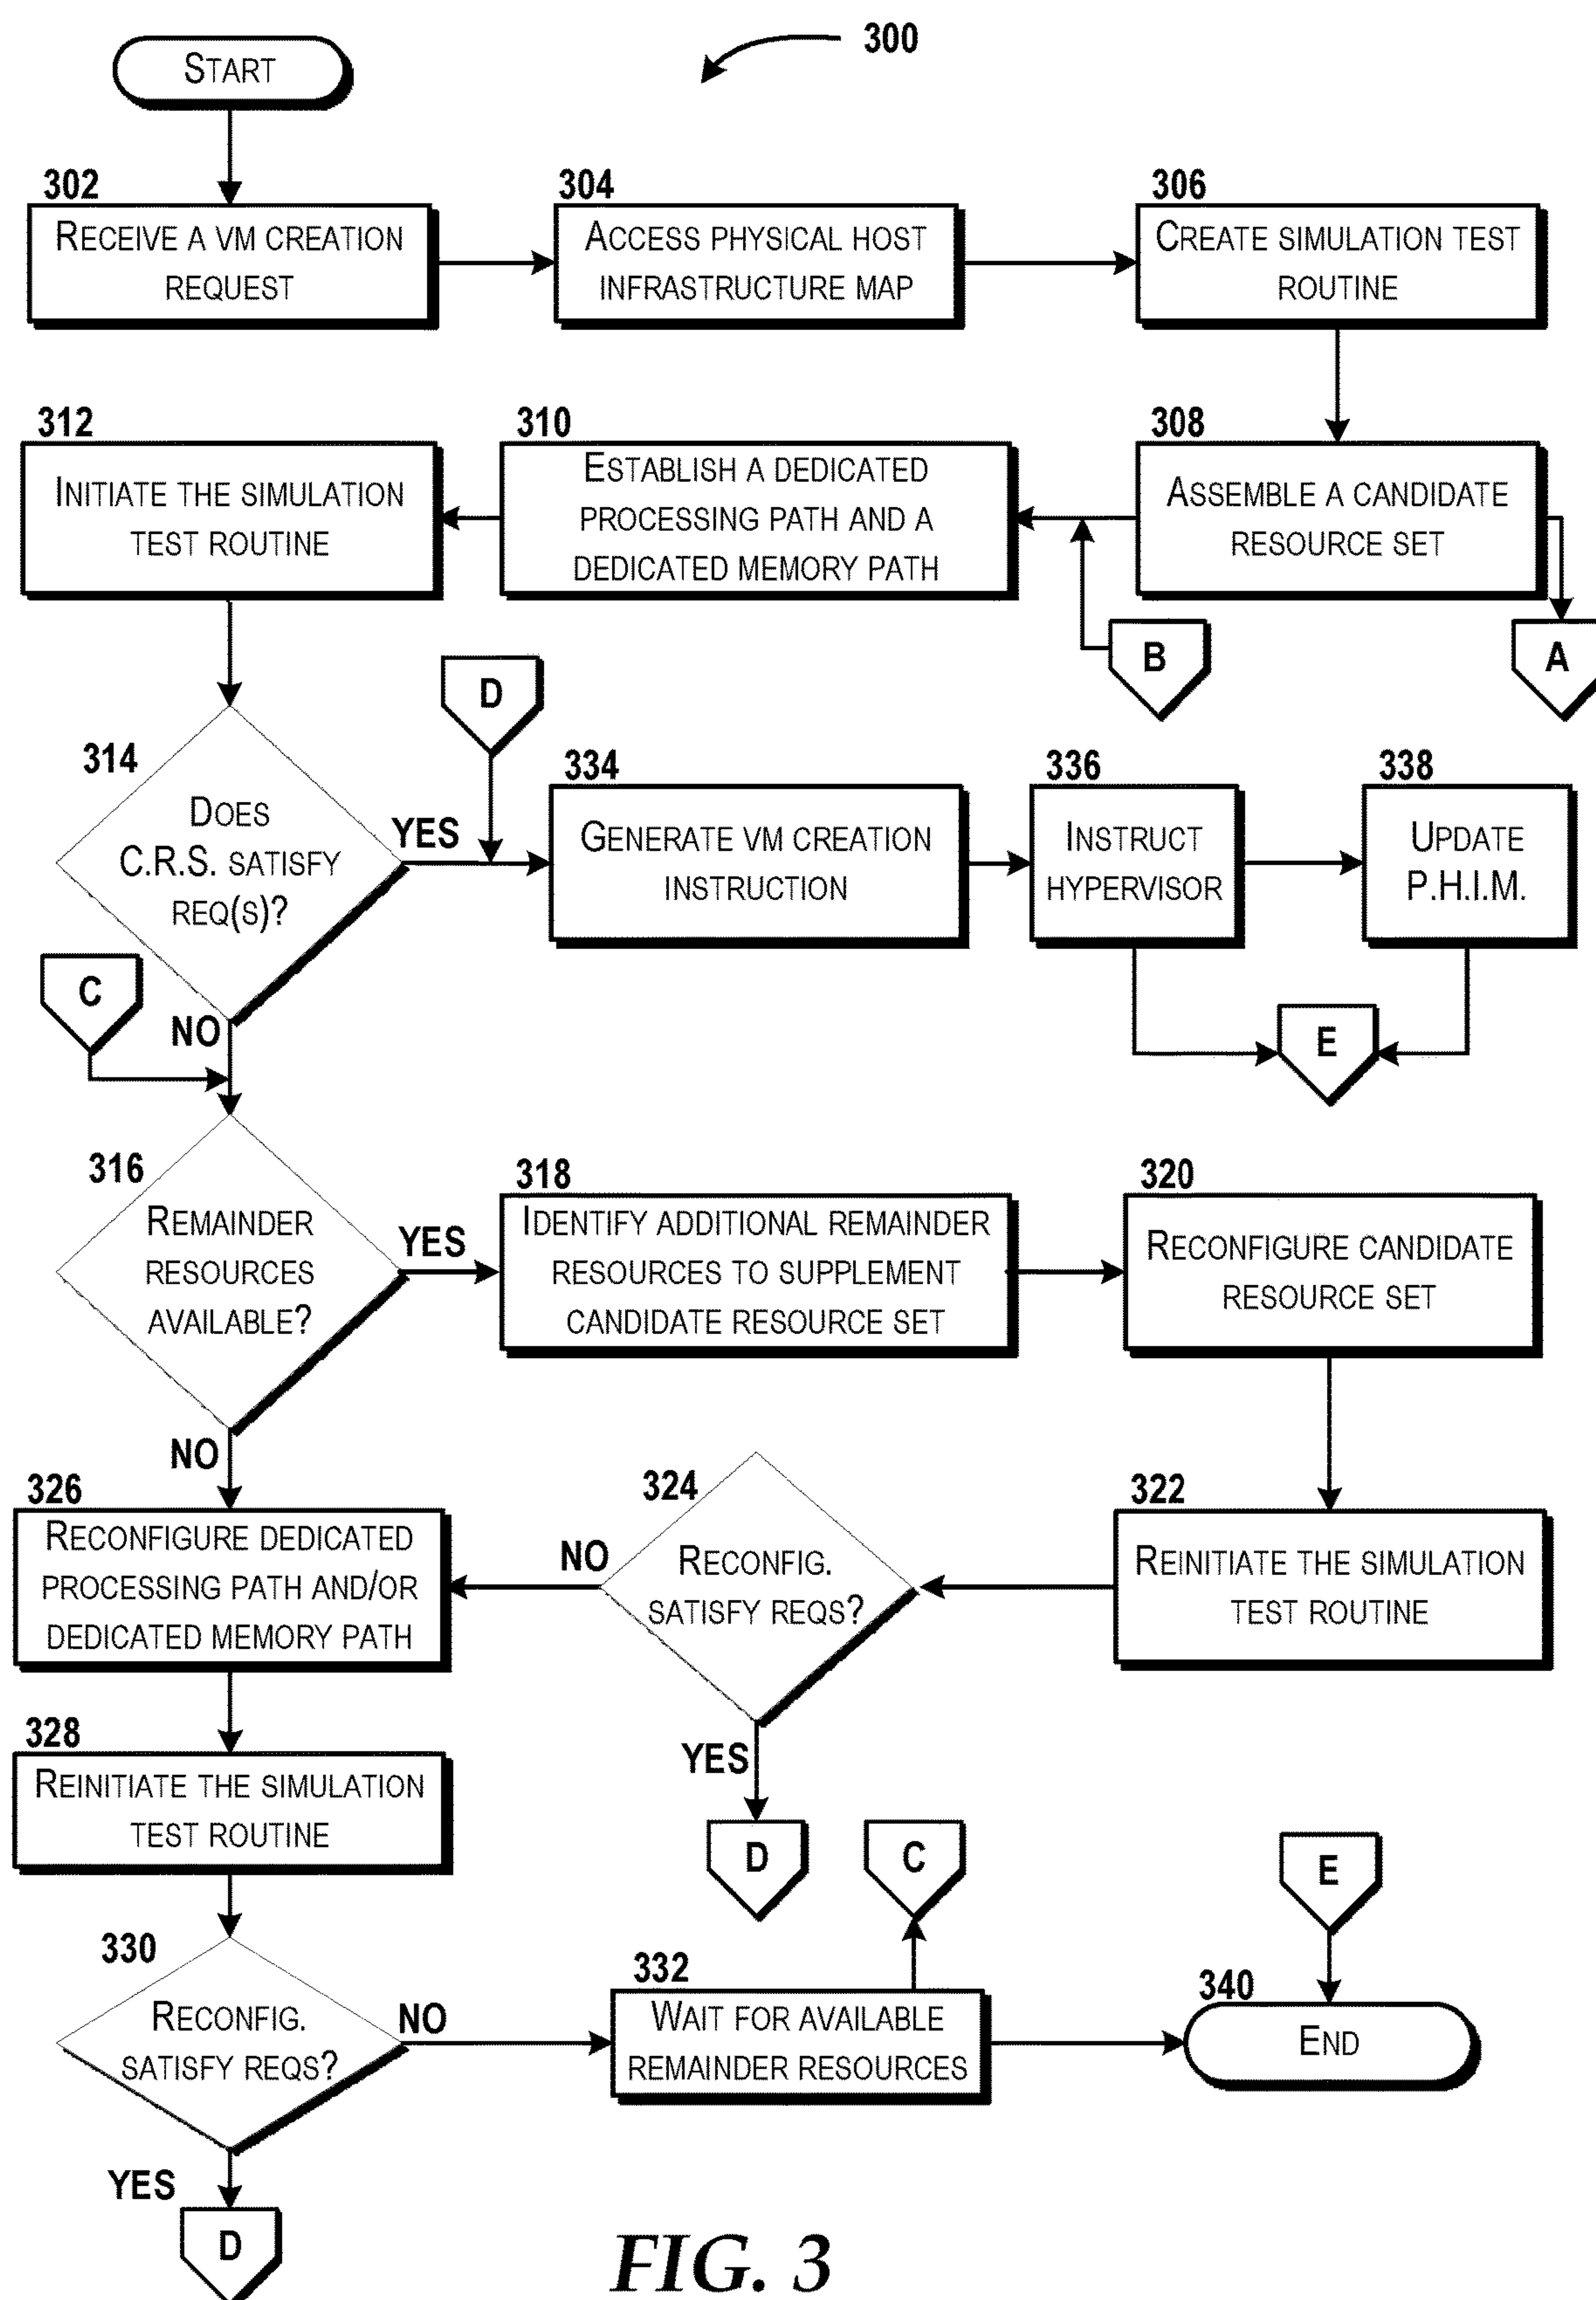 300
START
302
RECEIVE A VM CREATION
REQUEST
304
ACCESS PHYSICAL HOST
INFRASTRUCTURE MAP
306
CREATE SIMULATION TEST
ROUTINE
312
INITIATE THE SIMULATION
TEST ROUTINE
310
ESTABLISH A DEDICATED
PROCESSING PATH AND A
DEDICATED MEMORY PATH
308
ASSEMBLE A CANDIDATE
RESOURCE SET
B
A
D
314
DOES
C.R.S. SATISFY
REQ(S)?
YES
334
GENERATE VM CREATION
INSTRUCTION
336
INSTRUCT
HYPERVISOR
338
UPDATE
P.H.I.M.
C
NO
E
316
REMAINDER
RESOURCES
AVAILABLE?
YES
318
IDENTIFY ADDITIONAL REMAINDER
RESOURCES TO SUPPLEMENT
CANDIDATE RESOURCE SET
320
RECONFIGURE CANDIDATE
RESOURCE SET
NO
326
RECONFIGURE DEDICATED
PROCESSING PATH AND/OR
DEDICATED MEMORY PATH
NO
324
RECONFIG.
SATISFY REQS?
322
REINITIATE THE SIMULATION
TEST ROUTINE
328
REINITIATE THE SIMULATION
TEST ROUTINE
YES
D
C
E
330
RECONFIG.
SATISFY REQS?
NO
332
WAIT FOR AVAILABLE
REMAINDER RESOURCES
340
END
YES
D
FIG. 3